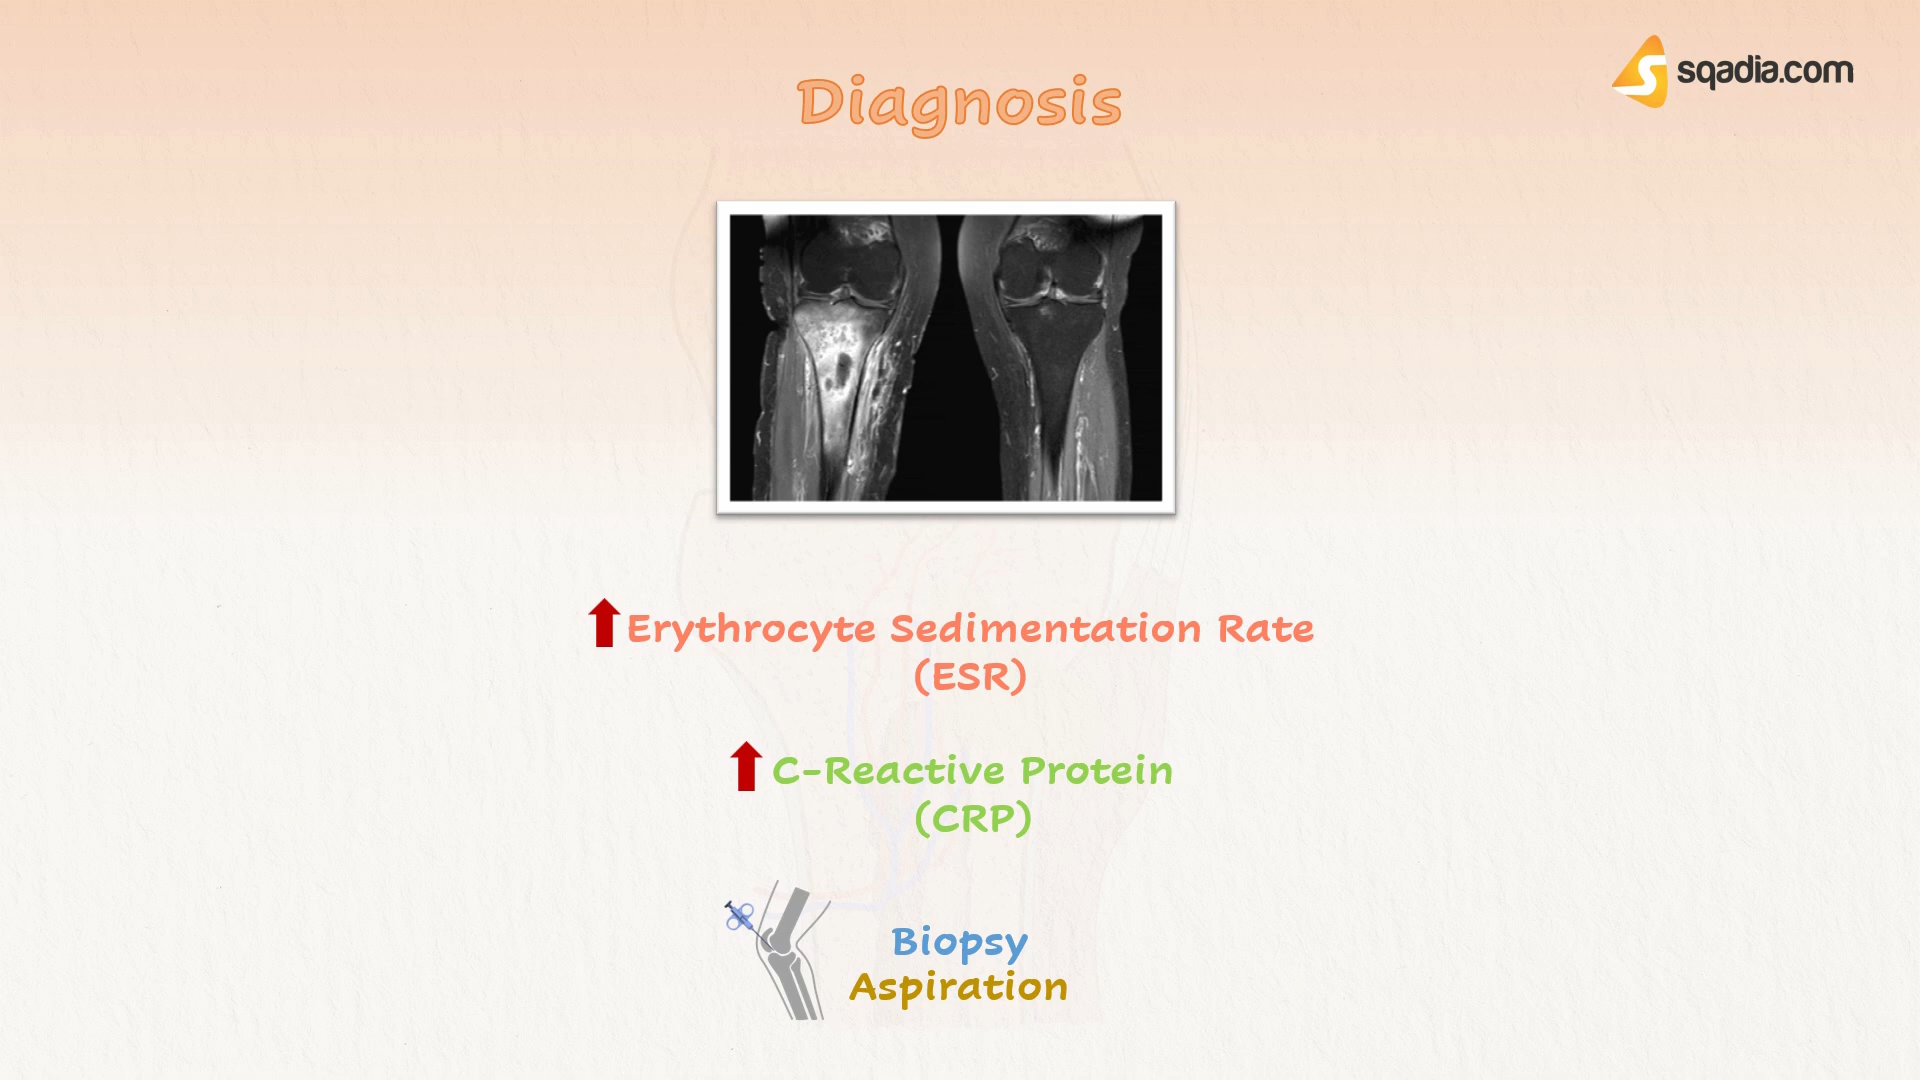 Diagnosis
sqadia.com
Erythrocyte Sedimentation Rate
(ESR)
C-Reactive Protein
(CRP)
Biopsy
Aspiration